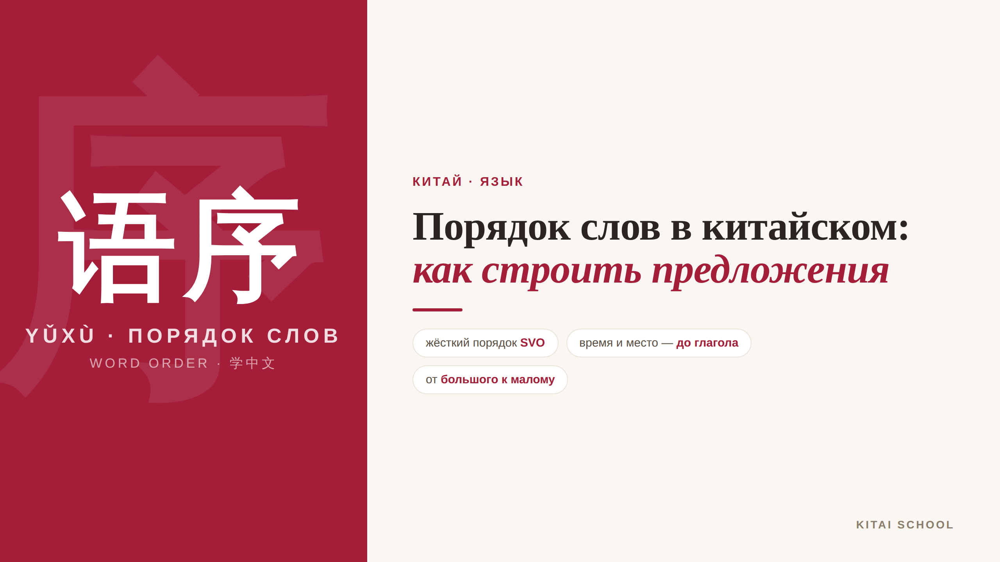 语序
YǓXÙ · ПОРЯДОК СЛОВ
WORD ORDER · 学中文
КИТАЙ · ЯЗЫК
Порядок слов в китайском:
как строить предложения
жёсткий порядок SVO
время и место — до глагола
от большого к малому
KITAI SCHOOL
序